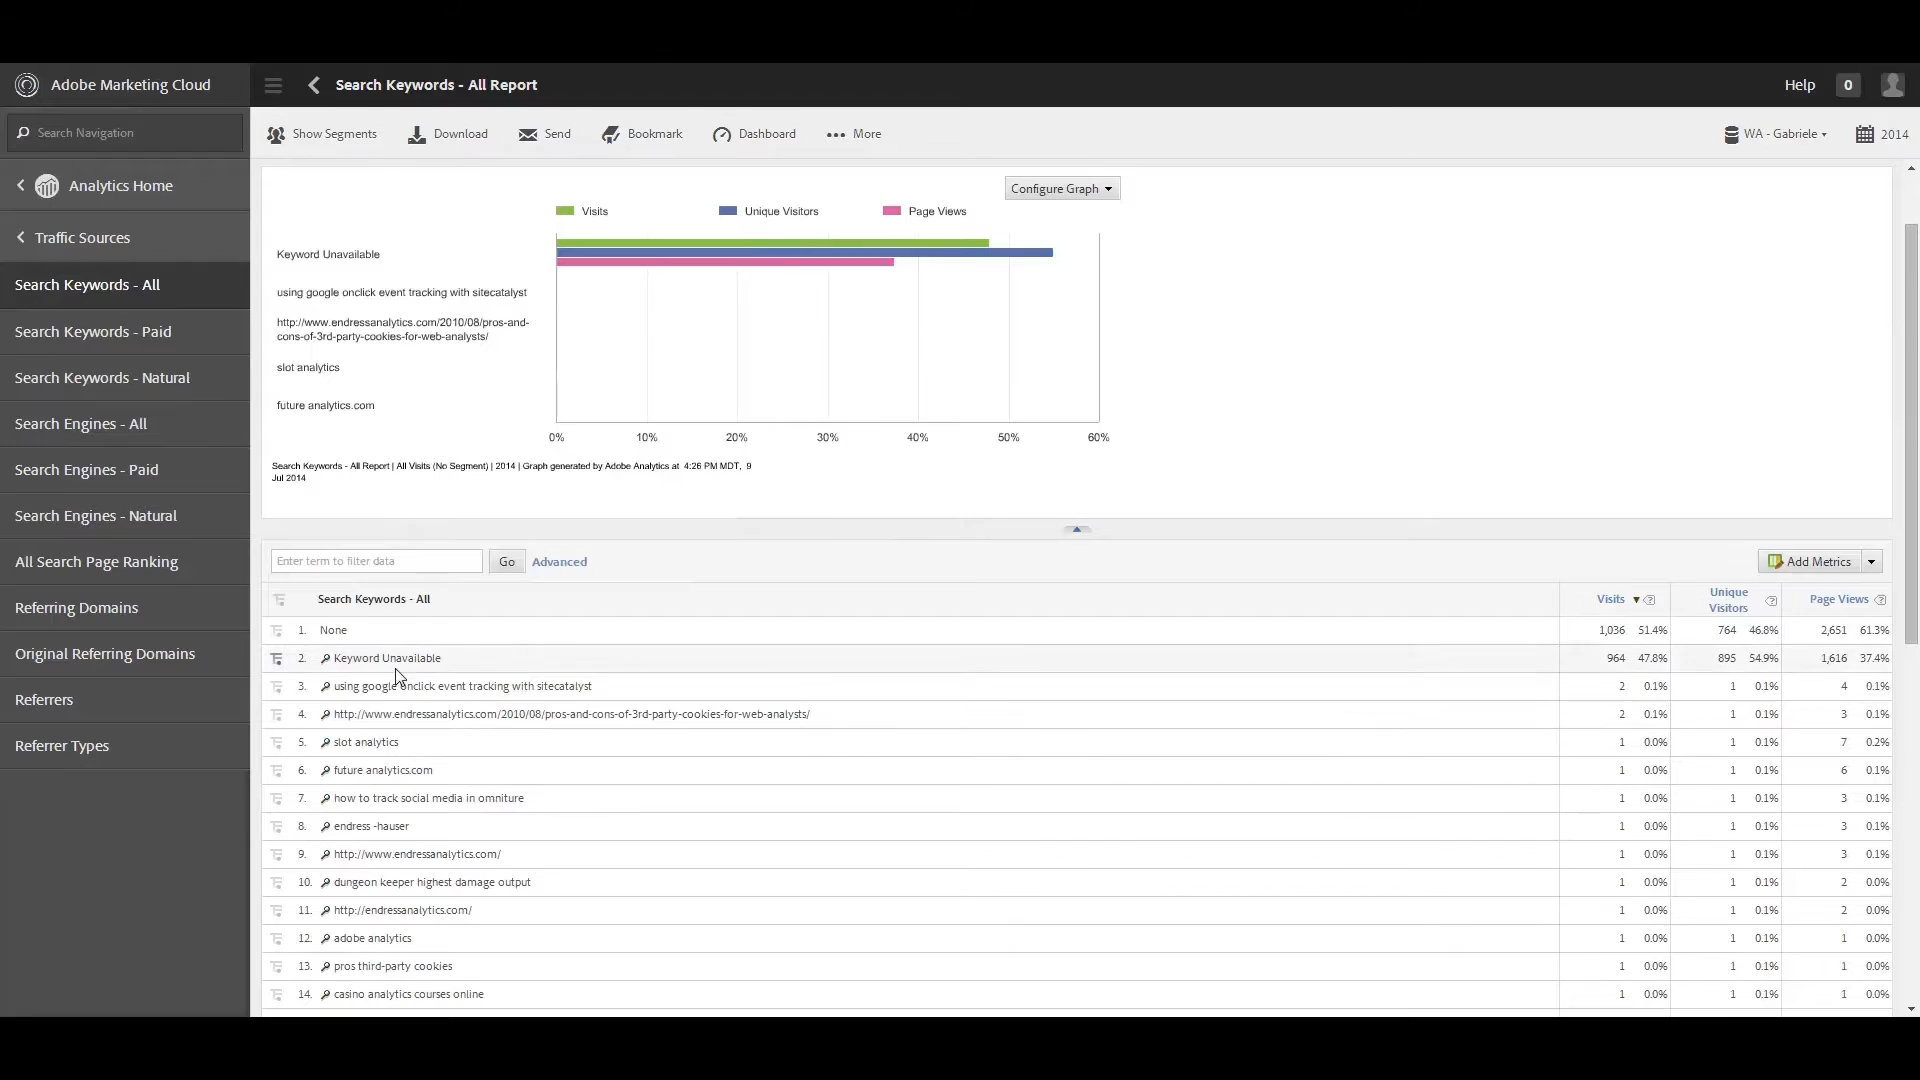 Adobe Marketing Cloud
Search Keywords - All Report
Help
0
Search Navigation
Show Segments
Download
Send
Bookmark
Dashboard
More
WA - Gabriele
2014
Analytics Home
Traffic Sources
Search Keywords - All
Search Keywords - Paid
Search Keywords - Natural
Search Engines - All
Search Engines - Paid
Search Engines - Natural
All Search Page Ranking
Referring Domains
Original Referring Domains
Referrers
Referrer Types
Configure Graph
Visits
Unique Visitors
Page Views
Keyword Unavailable
using google onclick event tracking with sitecatalyst
http://www.endressanalytics.com/2010/08/pros-and-
cons-of-3rd-party-cookies-for-web-analysts/
slot analytics
future analytics.com
0% 10% 20% 30% 40% 50% 60%
Search Keywords - All Report | All Visits (No Segment) | 2014 | Graph generated by Adobe Analytics at 4:26 PM MDT, 9
Jul 2014
Enter term to filter data
Go
Advanced
Add Metrics
Search Keywords - All
Visits
Unique
Visitors
Page Views
1. None 1,036 51.4% 764 46.8% 2,651 61.3%
2. Keyword Unavailable 964 47.8% 895 54.9% 1,616 37.4%
3. using google onclick event tracking with sitecatalyst 2 0.1% 1 0.1% 4 0.1%
4. http://www.endressanalytics.com/2010/08/pros-and-cons-of-3rd-party-cookies-for-web-analysts/ 2 0.1% 1 0.1% 3 0.1%
5. slot analytics 1 0.0% 1 0.1% 7 0.2%
6. future analytics.com 1 0.0% 1 0.1% 6 0.1%
7. how to track social media in omniture 1 0.0% 1 0.1% 3 0.1%
8. endress -hauser 1 0.0% 1 0.1% 3 0.1%
9. http://www.endressanalytics.com/ 1 0.0% 1 0.1% 3 0.1%
10. dungeon keeper highest damage output 1 0.0% 1 0.1% 2 0.0%
11. http://endressanalytics.com/ 1 0.0% 1 0.1% 2 0.0%
12. adobe analytics 1 0.0% 1 0.1% 1 0.0%
13. pros third-party cookies 1 0.0% 1 0.1% 1 0.0%
14. casino analytics courses online 1 0.0% 1 0.1% 1 0.0%